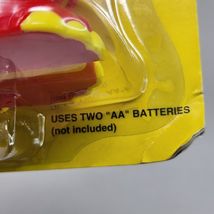 USES TWO "AA" BATTERIES
(not included)